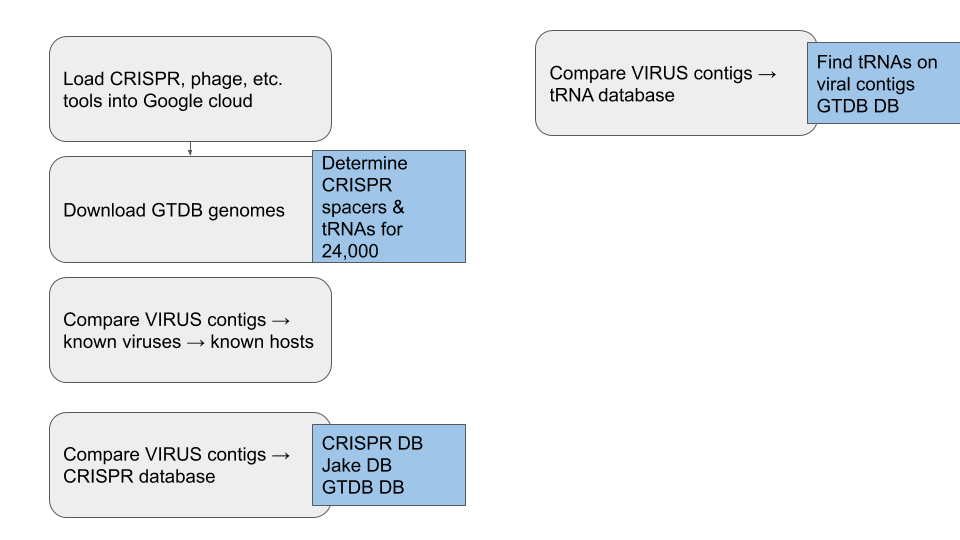 Load CRISPR, phage, etc.
tools into Google cloud
Download GTDB genomes
Determine
CRISPR
spacers &
tRNAs for
24,000
Compare VIRUS contigs →
known viruses → known hosts
Compare VIRUS contigs →
CRISPR database
CRISPR DB
Jake DB
GTDB DB
Compare VIRUS contigs →
tRNA database
Find tRNAs on
viral contigs
GTDB DB